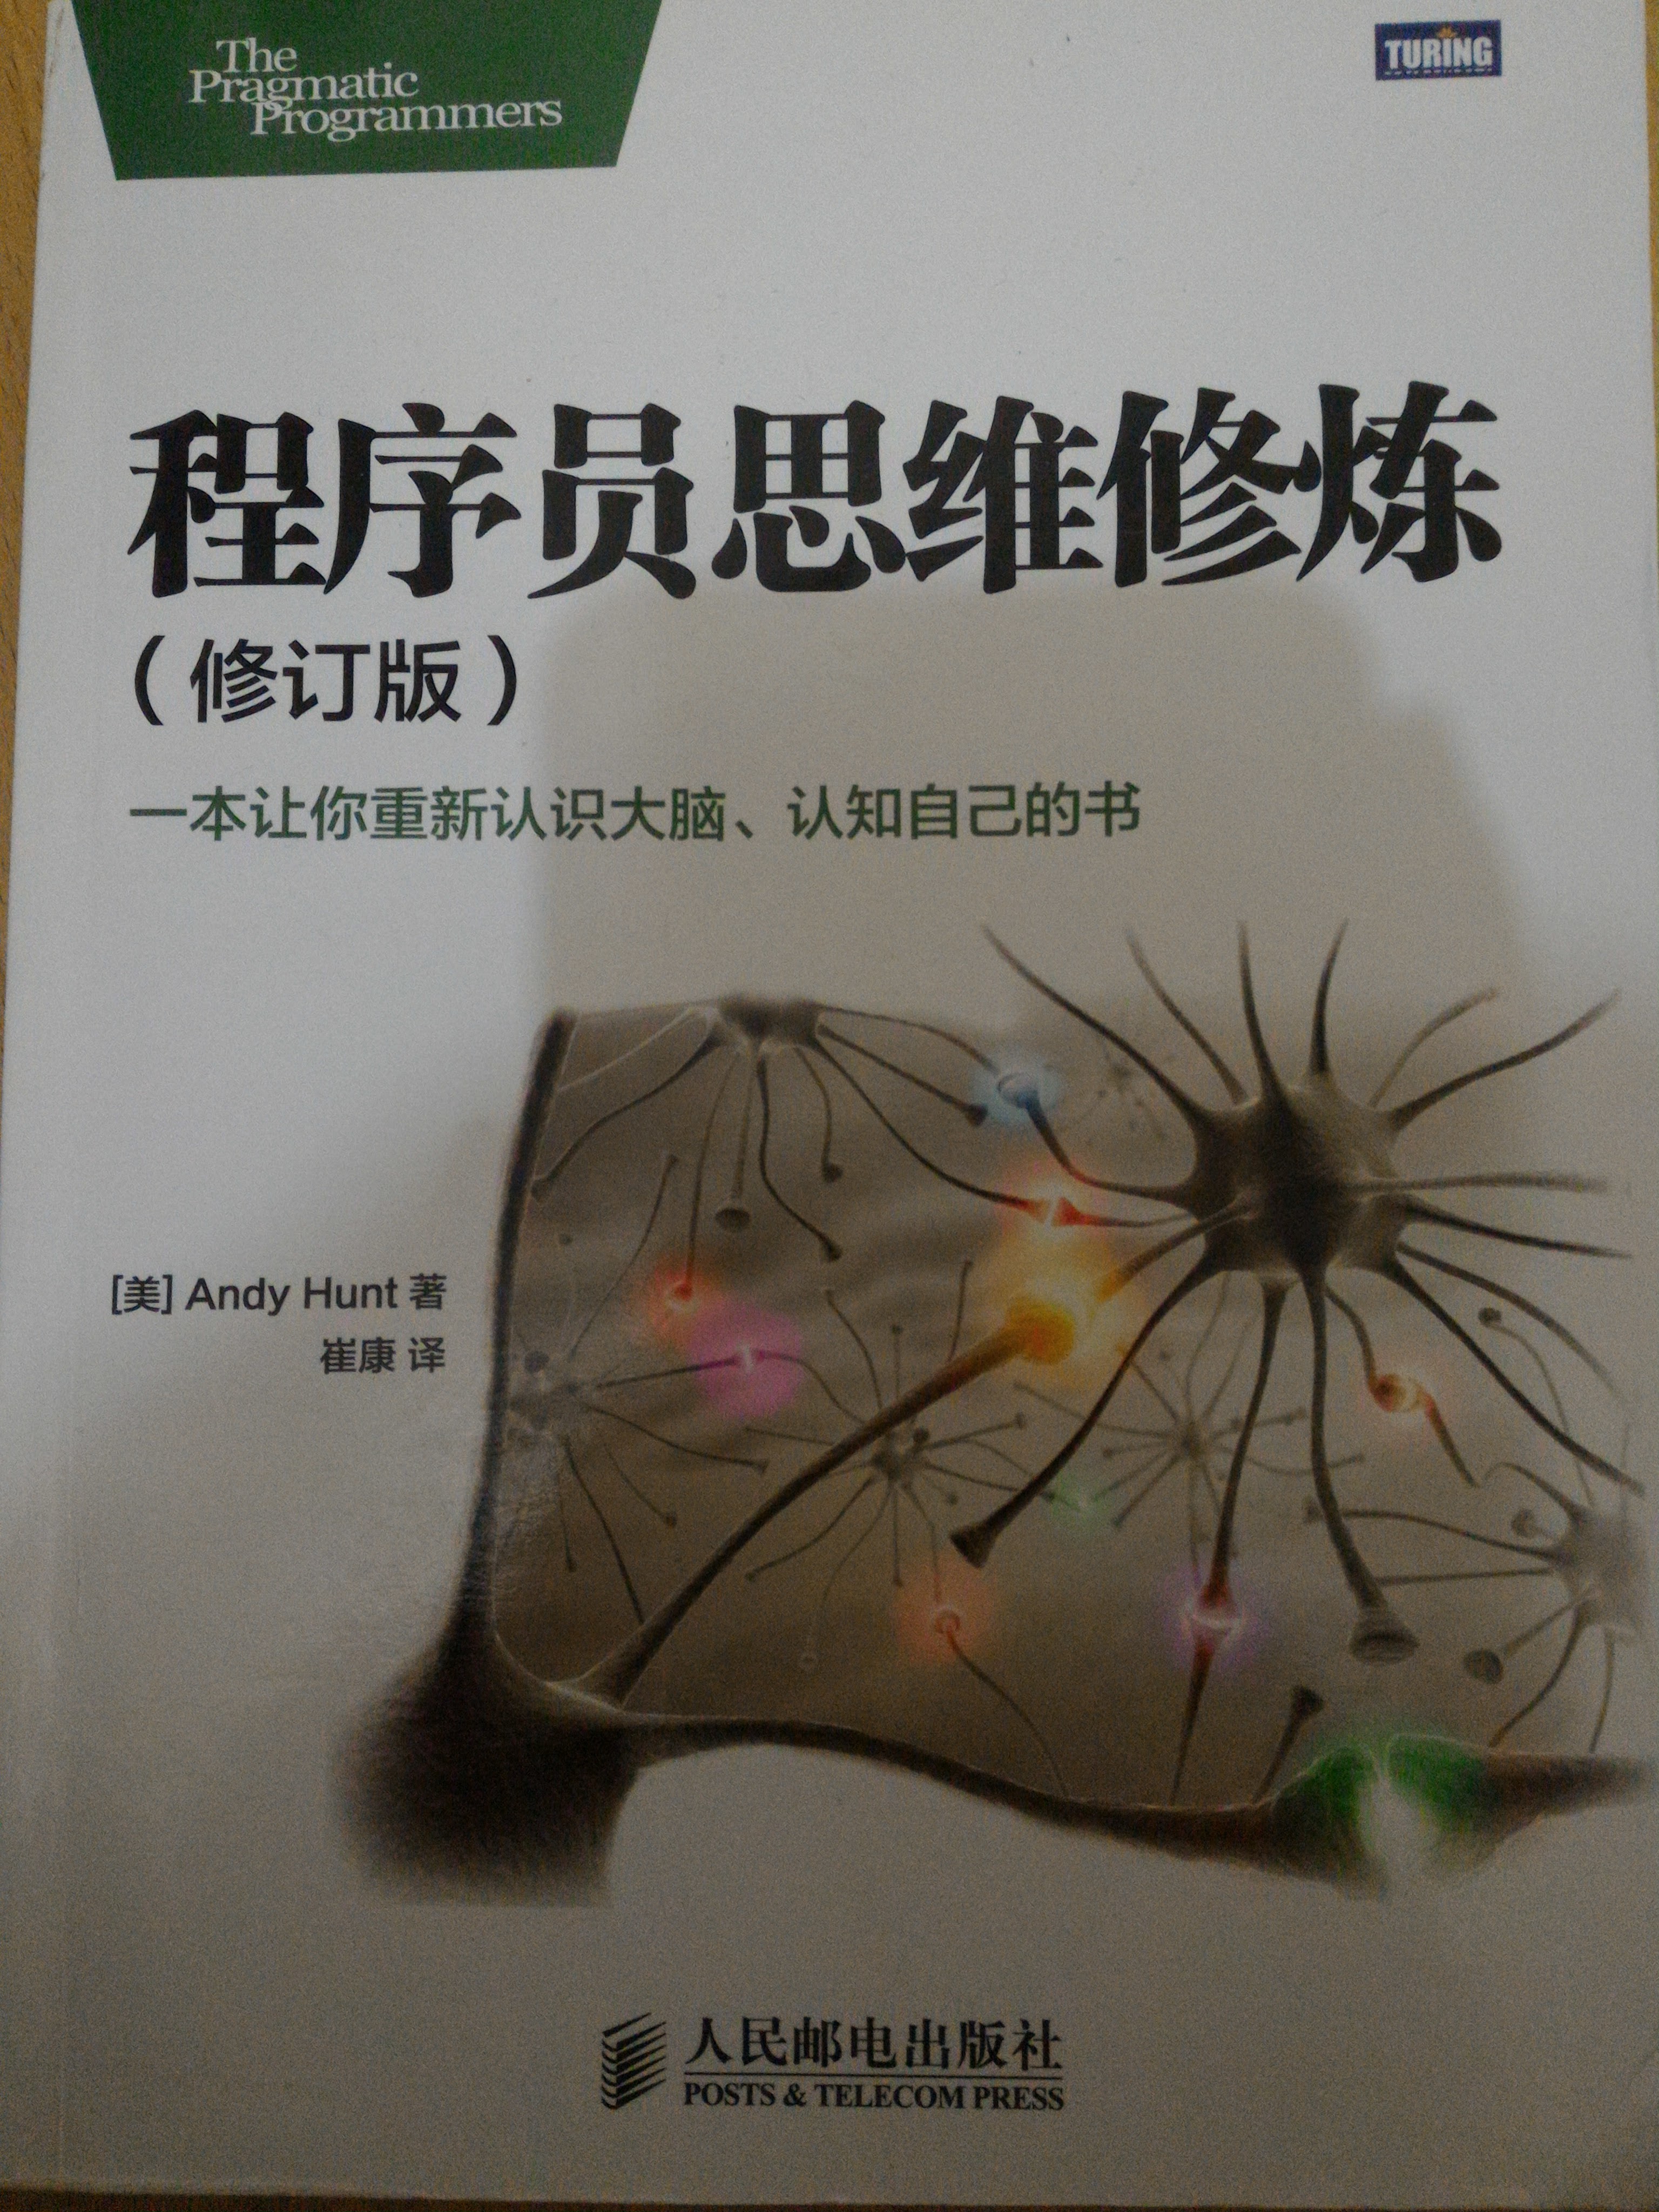 The
Pragmatic
Programmers
TURING
程序员思维修炼
（修订版）
一本让你重新认识大脑、认知自己的书
[美] Andy Hunt 著
崔康 译
人民邮电出版社
POSTS & TELECOM PRESS